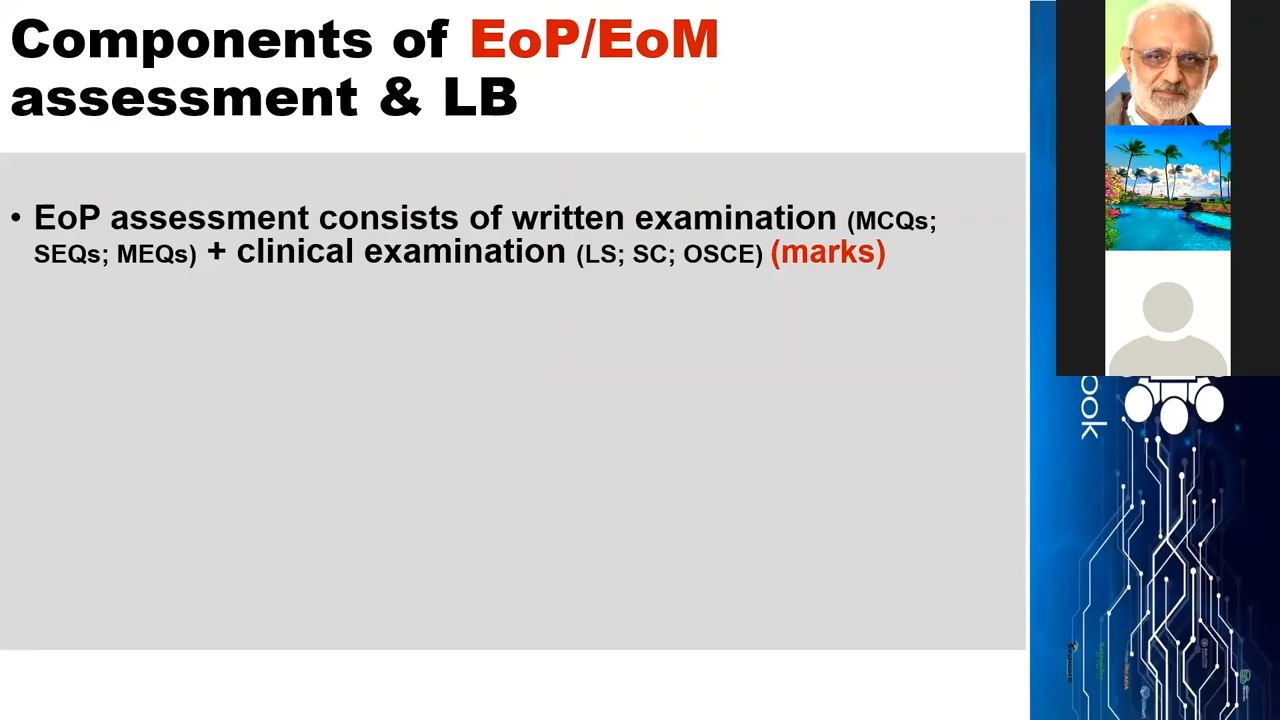 Components of EoP/EoM
assessment & LB
• EoP assessment consists of written examination (MCQs;
SEQs; MEQs) + clinical examination (LS; SC; OSCE) (marks)
ook